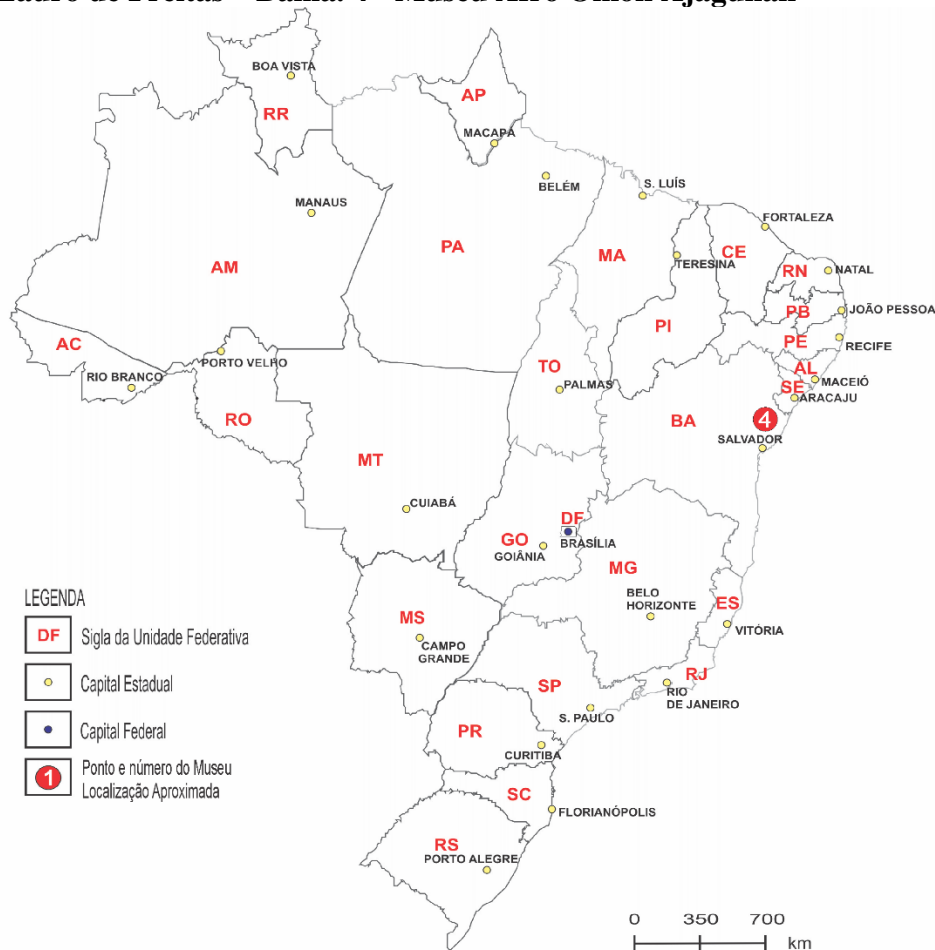 Lauro de Freitas – Bahia. 4 - Museu Afro Omon Ajagunan
BOA VISTA
RR
AP
MACAPÁ
BELÉM
S. LUÍS
MANAUS
FORTALEZA
PA
MA
TERESINA
CE
RN
NATAL
AM
PB
JOÃO PESSOA
PI
PE
RECIFE
AC
PORTO VELHO
TO
AL
MACEIÓ
RIO BRANCO
PALMAS
SE
ARACAJU
RO
BA
4
SALVADOR
MT
CUIABÁ
DF
GO
BRASÍLIA
GOIÂNIA
MG
BELO
HORIZONTE
ES
VITÓRIA
MS
CAMPO
GRANDE
RJ
RIO
DE JANEIRO
SP
S. PAULO
PR
CURITIBA
SC
FLORIANÓPOLIS
RS
PORTO ALEGRE
LEGENDA
DF Sigla da Unidade Federativa
Capital Estadual
Capital Federal
1 Ponto e número do Museu
Localização Aproximada
0 350 700
km